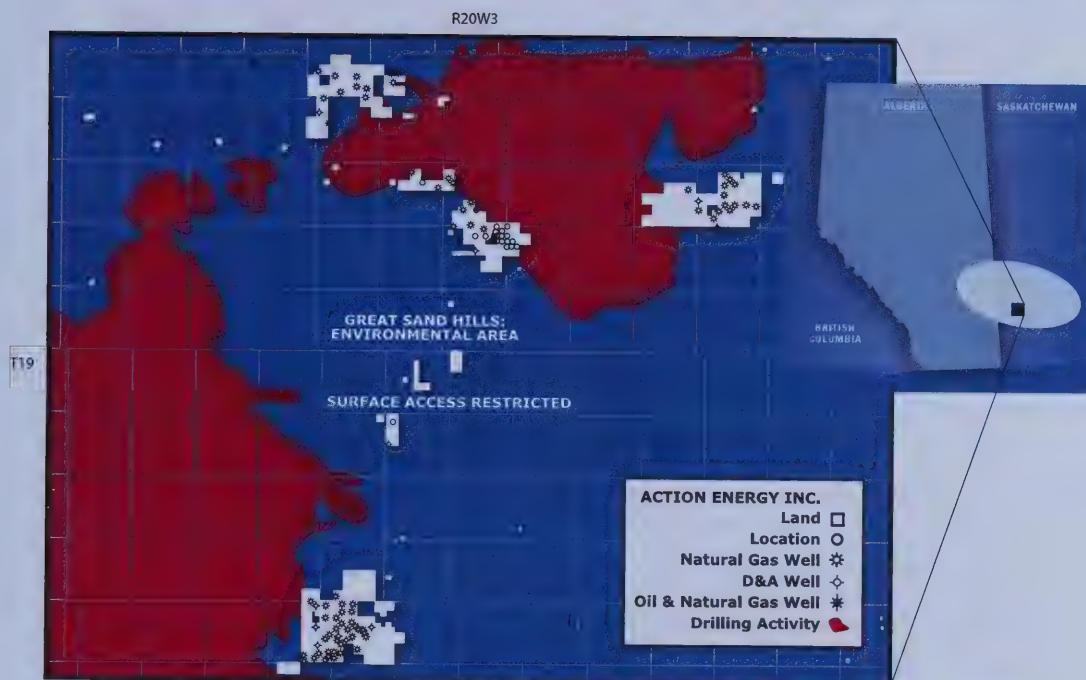 R20W3
SASKATCHEWAN
GREAT SAND HILLS:
ENVIRONMENTAL AREA
BRITISH
COLUMBIA
T19
SURFACE ACCESS RESTRICTED
ACTION ENERGY INC.
Land
Location
Natural Gas Well
D&A Well
Oil & Natural Gas Well
Drilling Activity